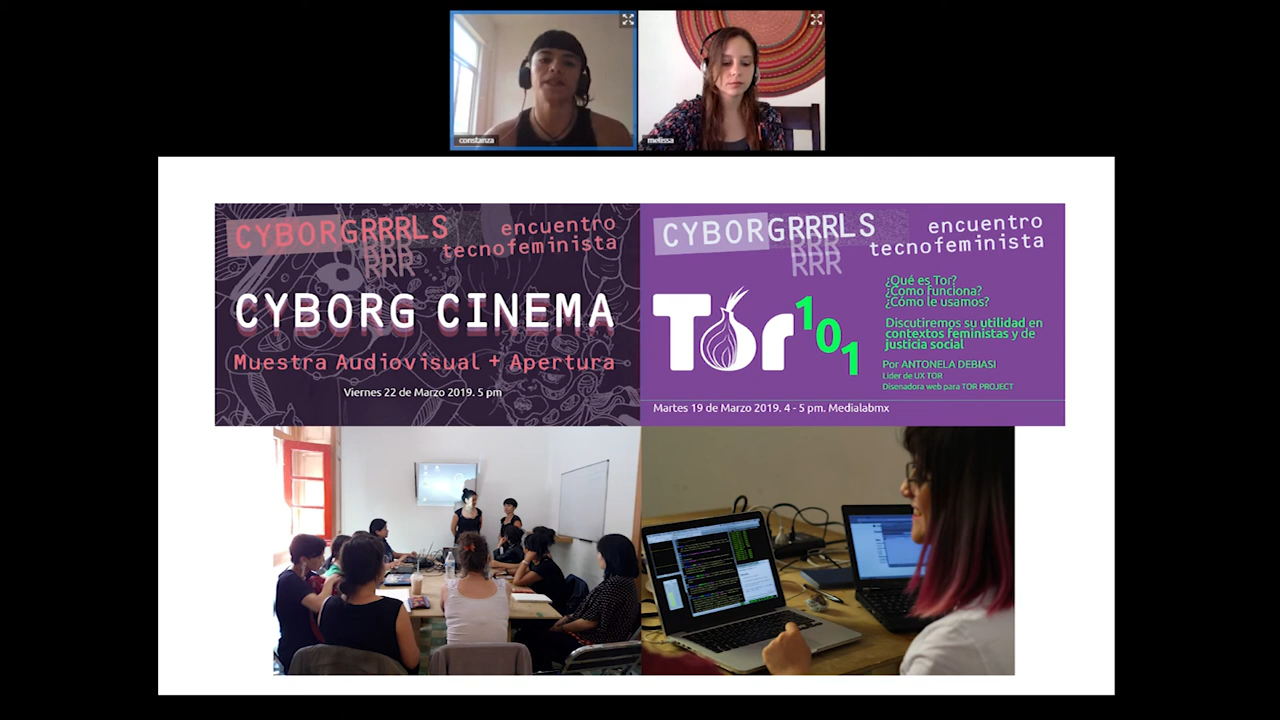 constanza
melissa
CYBORGRRRLS
RRR
RRR
encuentro
tecnofeminista
CYBORG CINEMA
Muestra Audiovisual + Apertura
Viernes 22 de Marzo 2019. 5 pm
CYBORGRRRLS
RRR
RRR
encuentro
tecnofeminista
Tor 101
¿Qué es Tor?
¿Como funciona?
¿Cómo le usamos?
Discutiremos su utilidad en
contextos feministas y de
justicia social
Por ANTONELA DEBIASI
Lider de UX TOR
Disenadora web para TOR PROJECT
Martes 19 de Marzo 2019. 4 - 5 pm. Medialabmx